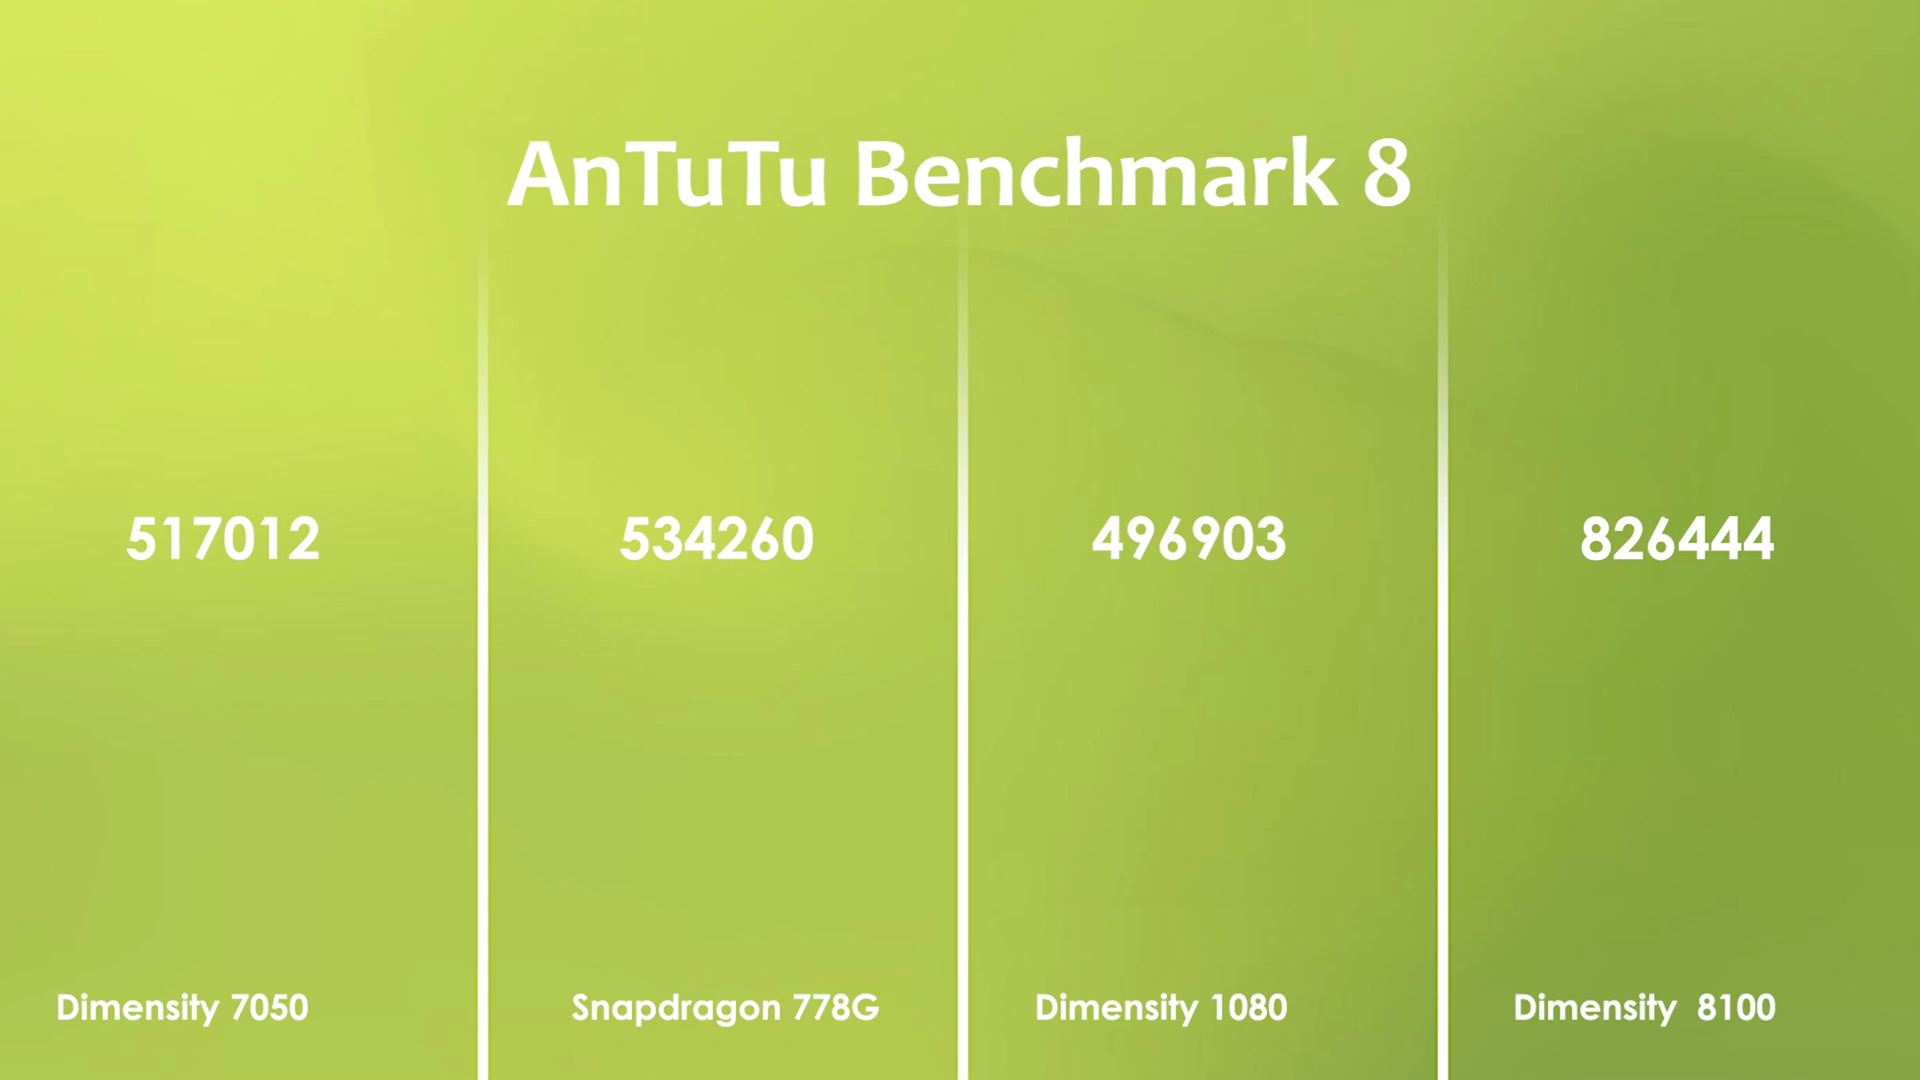 AnTuTu Benchmark 8
517012
534260
496903
826444
Dimensity 7050
Snapdragon 778G
Dimensity 1080
Dimensity 8100